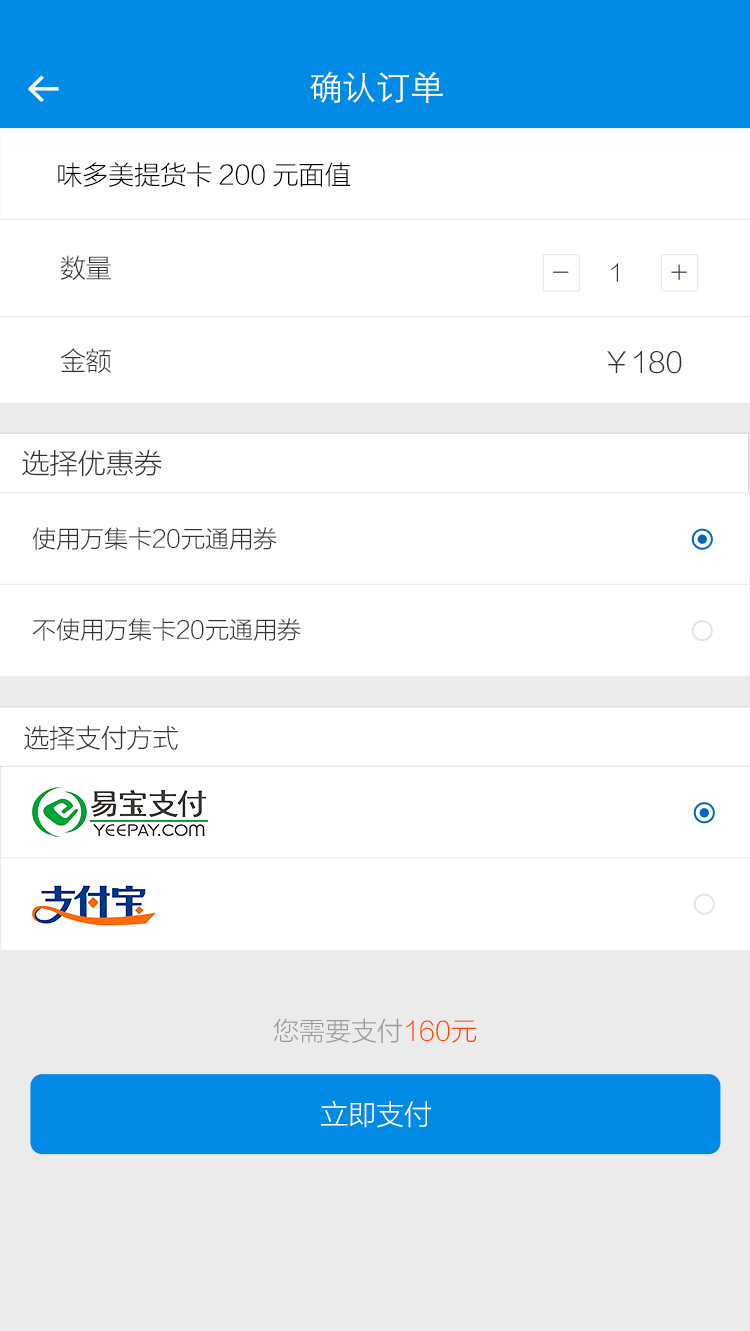 确认订单
味多美提货卡 200 元面值
数量
− 1 +
金额 ￥180
选择优惠券
使用万集卡20元通用券
不使用万集卡20元通用券
选择支付方式
易宝支付
YEEPAY.COM
支付宝
您需要支付160元
立即支付